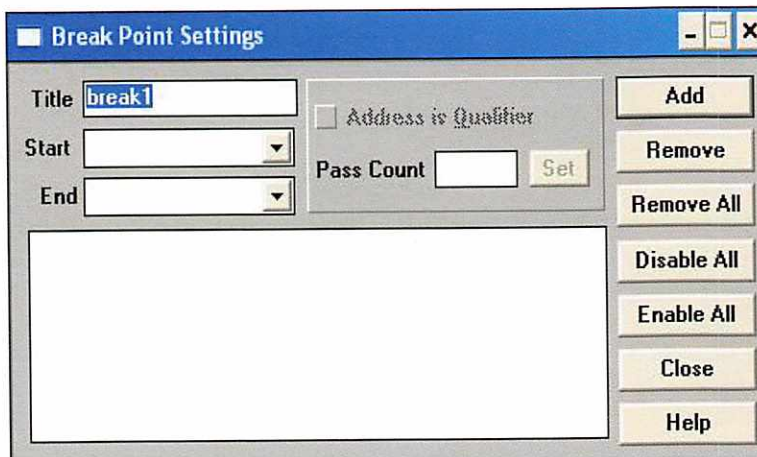 Break Point Settings
Title break1
Start
End
Address is Qualifier
Pass Count Set
Add
Remove
Remove All
Disable All
Enable All
Close
Help